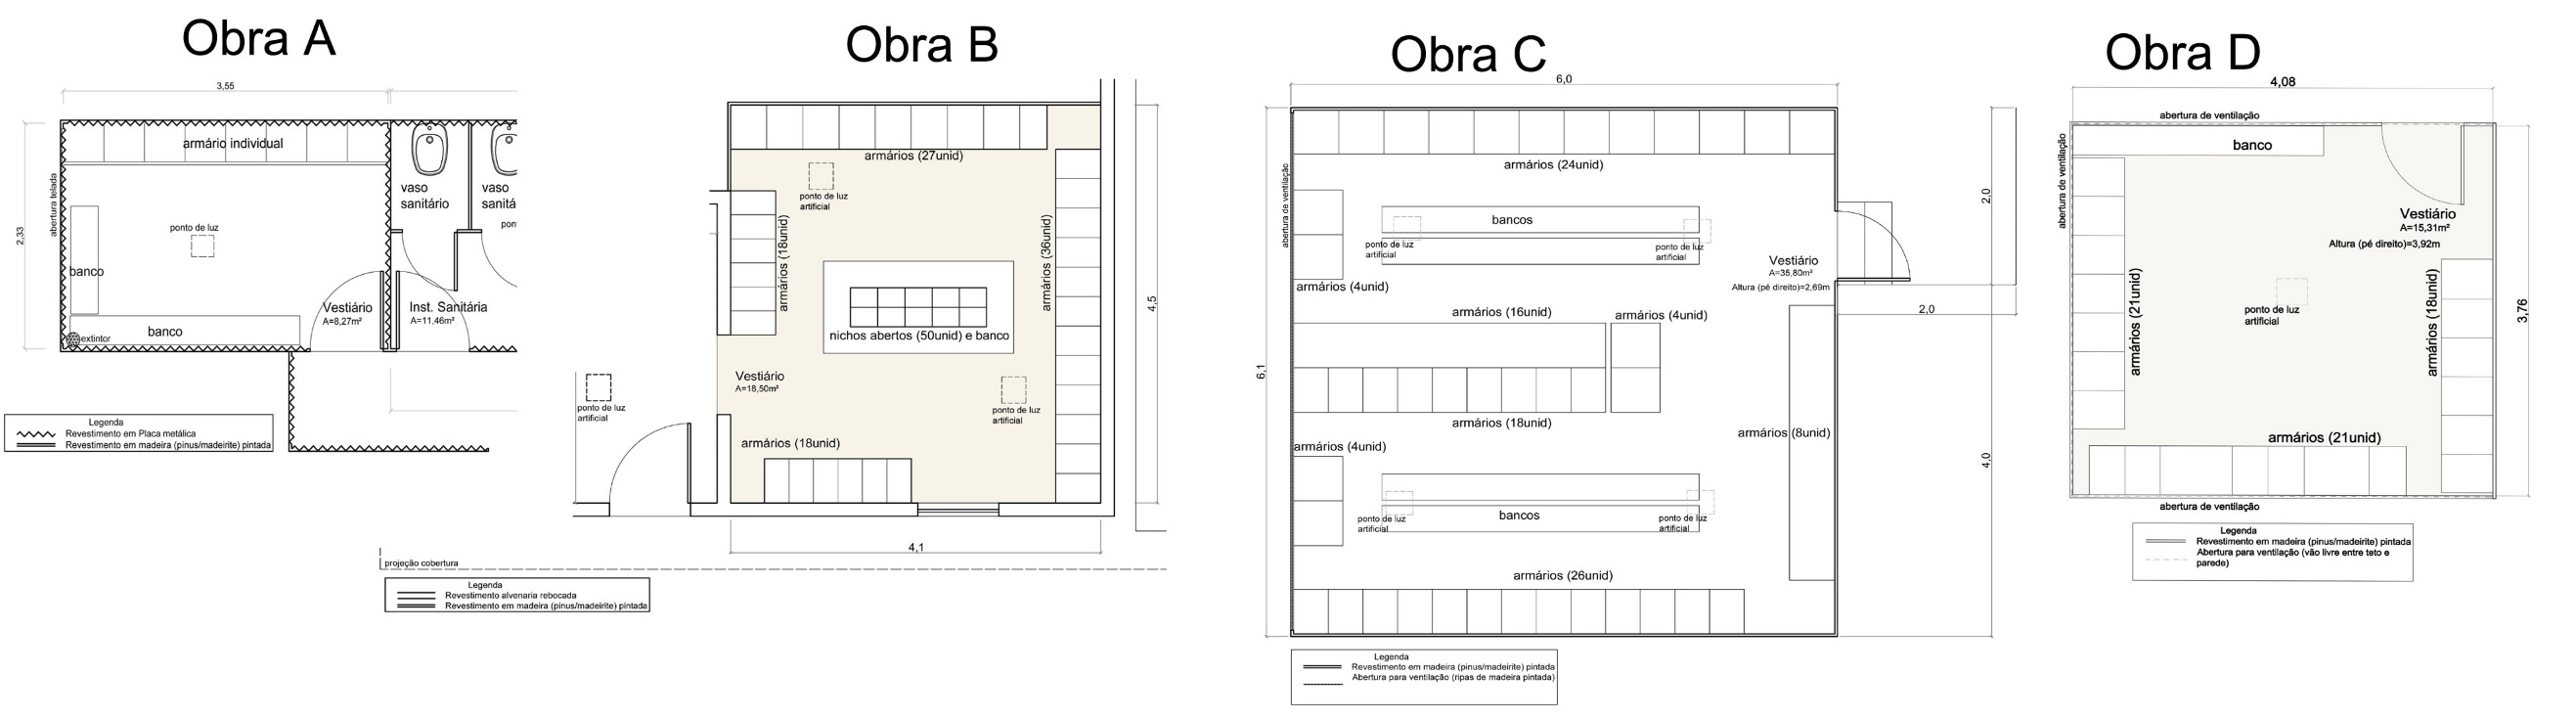 Obra A
3,55
2,33
abertura telada
armário individual
ponto de luz
banco
banco
extintor
Vestiário
A=8,27m²
vaso
sanitário
vaso
sanitá
pon
Inst. Sanitária
A=11,46m²
Legenda
Revestimento em Placa metálica
Revestimento em madeira (pinus/madeirite) pintada
Obra B
armários (27unid)
ponto de luz
artificial
armários (18unid)
armários (36unid)
nichos abertos (50unid) e banco
Vestiário
A=18,50m²
ponto de luz
artificial
ponto de luz
artificial
armários (18unid)
4,5
4,1
projeção cobertura
Legenda
Revestimento alvenaria rebocada
Revestimento em madeira (pinus/madeirite) pintada
Obra C
6,0
6,1
abertura de ventilação
armários (24unid)
bancos
ponto de luz
artificial
ponto de luz
artificial
Vestiário
A=35,80m²
Altura (pé direito)=2,69m
armários (4unid)
armários (16unid)
armários (4unid)
armários (18unid)
armários (8unid)
armários (4unid)
bancos
ponto de luz
artificial
ponto de luz
artificial
armários (26unid)
2,0
2,0
4,0
Legenda
Revestimento em madeira (pinus/madeirite) pintada
Abertura para ventilação (ripas de madeira pintada)
Obra D
4,08
abertura de ventilação
abertura de ventilação
banco
Vestiário
A=15,31m²
Altura (pé direito)=3,92m
ponto de luz
artificial
armários (21unid)
armários (18unid)
3,76
armários (21unid)
abertura de ventilação
Legenda
Revestimento em madeira (pinus/madeirite) pintada
Abertura para ventilação (vão livre entre teto e
parede)